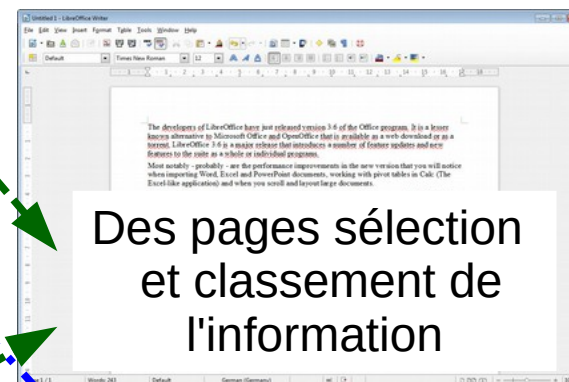 Untitled 1 - LibreOffice Writer
File Edit View Insert Format Table Tools Window Help
Default Times New Roman 12
The developers of LibreOffice have just released version 3.6 of the Office program. It is a lesser
known alternative to Microsoft Office and OpenOffice that is available as a web download or as a
torrent. LibreOffice 3.6 is a major release that introduces a number of feature updates and new
features to the suite as a whole or individual programs.
Most notably - probably - are the performance improvements in the new version that you will notice
when importing Word, Excel and PowerPoint documents, working with pivot tables in Calc (The
Excel-like application) and when you scroll and layout large documents.
Des pages sélection
et classement de
l'information
Default German (Germany)